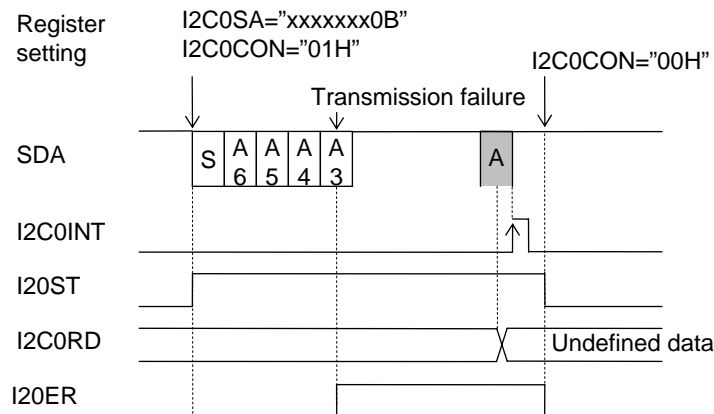 Register
setting
I2C0SA="xxxxxxx0B"
I2C0CON="01H"
I2C0CON="00H"
Transmission failure
SDA
S
A
6
A
5
A
4
A
3
A
I2C0INT
I20ST
I2C0RD
Undefined data
I20ER